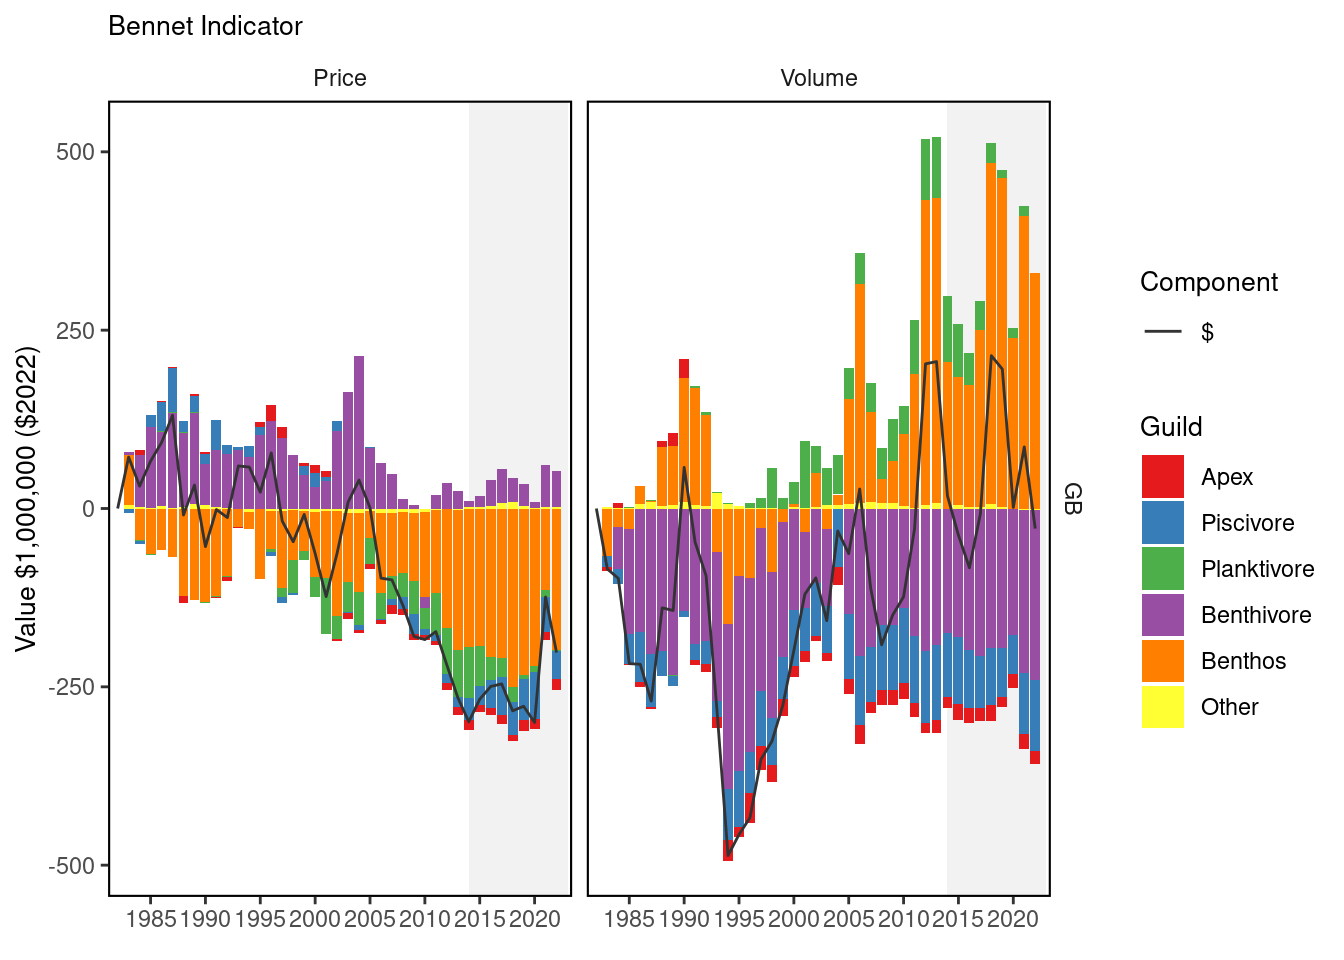 Bennet Indicator
Price
Volume
Value $1,000,000 ($2022)
500
250
0
-250
-500
1985 1990 1995 2000 2005 2010 2015 2020
1985 1990 1995 2000 2005 2010 2015 2020
GB
Component
$
Guild
Apex
Piscivore
Planktivore
Benthivore
Benthos
Other